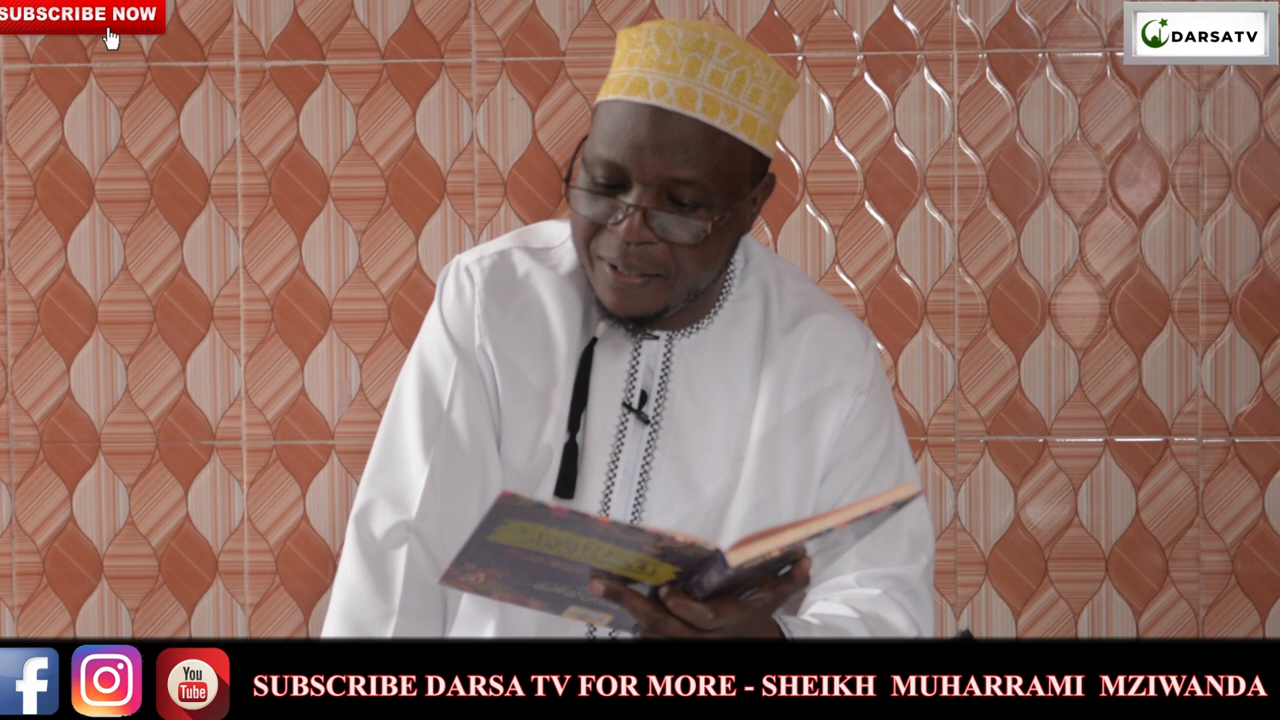 SUBSCRIBE NOW
DARSATV
You
Tube
SUBSCRIBE DARSA TV FOR MORE - SHEIKH MUHARRAMI MZIWANDA